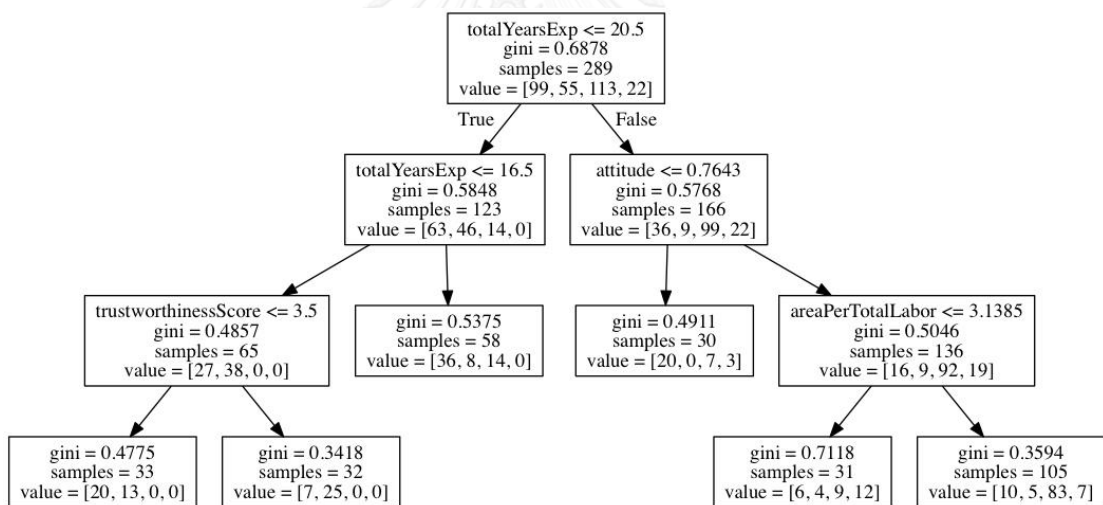 totalYearsExp <= 20.5
gini = 0.6878
samples = 289
value = [99, 55, 113, 22]
True
False
totalYearsExp <= 16.5
gini = 0.5848
samples = 123
value = [63, 46, 14, 0]
attitude <= 0.7643
gini = 0.5768
samples = 166
value = [36, 9, 99, 22]
trustworthinessScore <= 3.5
gini = 0.4857
samples = 65
value = [27, 38, 0, 0]
gini = 0.5375
samples = 58
value = [36, 8, 14, 0]
gini = 0.4911
samples = 30
value = [20, 0, 7, 3]
areaPerTotalLabor <= 3.1385
gini = 0.5046
samples = 136
value = [16, 9, 92, 19]
gini = 0.4775
samples = 33
value = [20, 13, 0, 0]
gini = 0.3418
samples = 32
value = [7, 25, 0, 0]
gini = 0.7118
samples = 31
value = [6, 4, 9, 12]
gini = 0.3594
samples = 105
value = [10, 5, 83, 7]